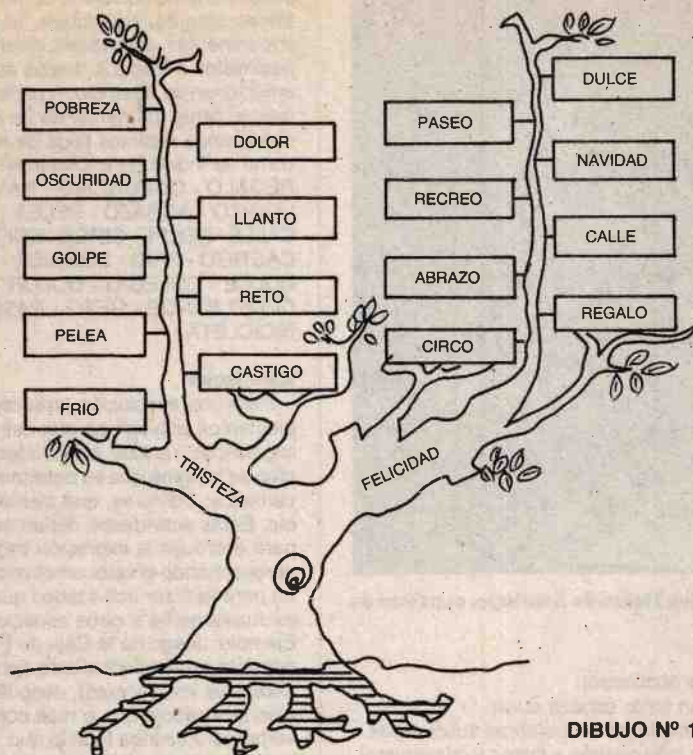 POBREZA
OSCURIDAD
GOLPE
PELEA
FRIO
DOLOR
LLANTO
RETO
CASTIGO
TRISTEZA
PASEO
RECREO
ABRAZO
CIRCO
DULCE
NAVIDAD
CALLE
REGALO
FELICIDAD
DIBUJO Nº 1